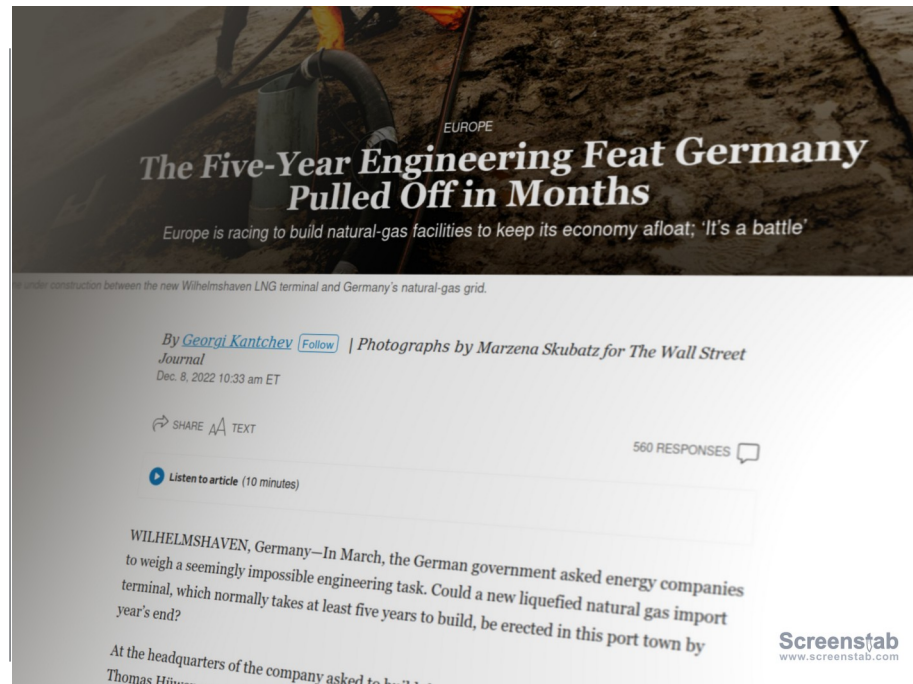 EUROPE
The Five-Year Engineering Feat Germany
Pulled Off in Months
Europe is racing to build natural-gas facilities to keep its economy afloat; ‘It’s a battle’
under construction between the new Wilhelmshaven LNG terminal and Germany’s natural-gas grid.
By Georgi Kantchev Follow | Photographs by Marzena Skubatz for The Wall Street
Journal
Dec. 8, 2022 10:33 am ET
SHARE AA TEXT
560 RESPONSES
Listen to article (10 minutes)
WILHELMSHAVEN, Germany—In March, the German government asked energy companies
to weigh a seemingly impossible engineering task. Could a new liquefied natural gas import
terminal, which normally takes at least five years to build, be erected in this port town by
year’s end?
At the headquarters of the company asked to
Thomas
Screenstab
www.screenstab.com